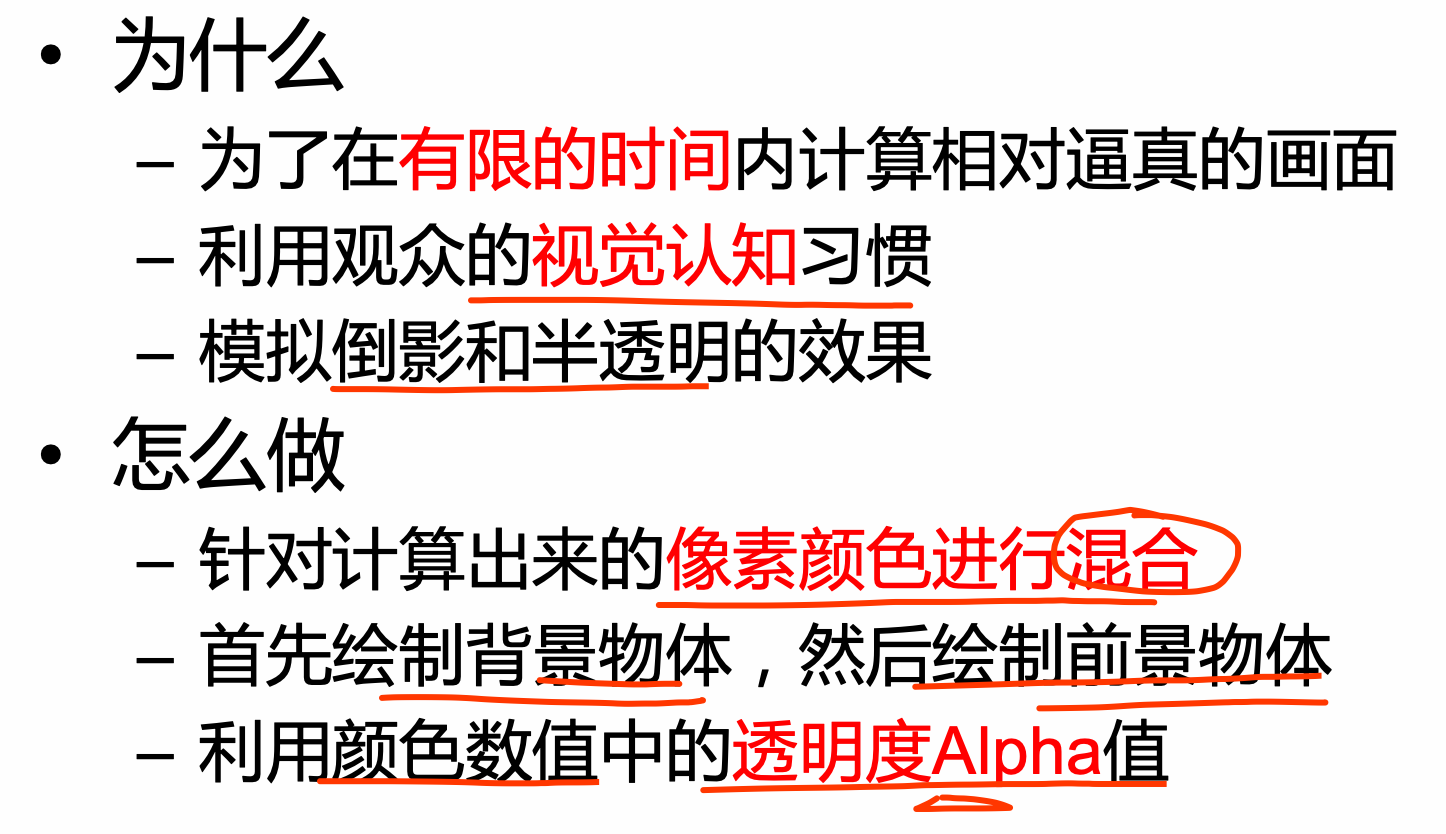 • 为什么
– 为了在有限的时间内计算相对逼真的画面
– 利用观众的视觉认知习惯
– 模拟倒影和半透明的效果
• 怎么做
– 针对计算出来的像素颜色进行混合
– 首先绘制背景物体，然后绘制前景物体
– 利用颜色数值中的透明度Alpha值